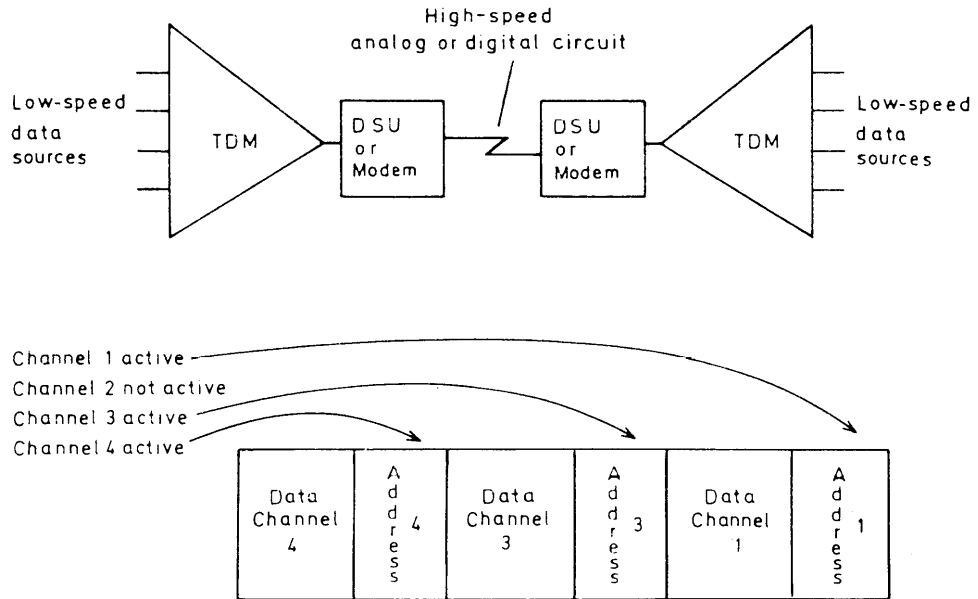 High-speed
analog or digital circuit
Low-speed
data
sources
TDM
DSU
or
Modem
DSU
or
Modem
TDM
Low-speed
data
sources
Channel 1 active
Channel 2 not active
Channel 3 active
Channel 4 active
Data
Channel
4
Address
4
Data
Channel
3
Address
3
Data
Channel
1
Address
1